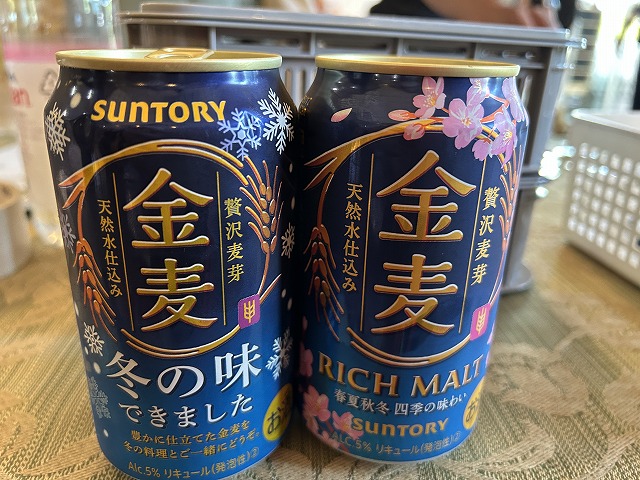 SUNTORY
金麦
贅沢麦芽
天然水仕込み
冬の味
できました
豊かに仕立てた金麦を
冬の料理とご一緒にどうぞ。
Alc.5% リキュール(発泡性)②
お
金麦
贅沢麦芽
天然水仕込み
RICH MALT
春夏秋冬 四季の味わい
SUNTORY
Alc.5% リキュール(発泡性)②
お